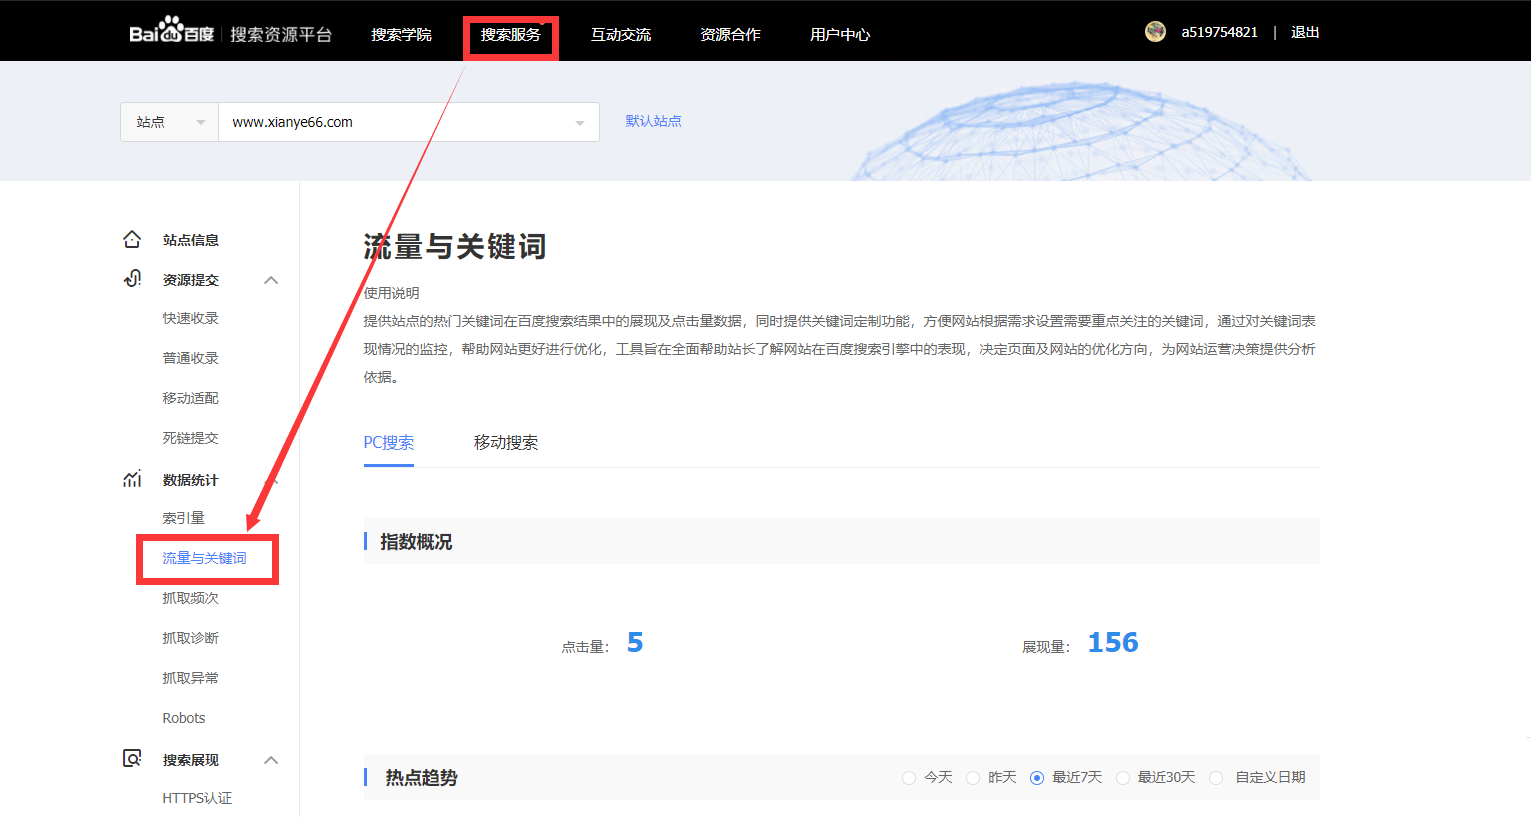 Bai du 百度 | 搜索资源平台
搜索学院
搜索服务
互动交流
资源合作
用户中心
a519754821 | 退出
站点
www.xianye66.com
默认站点
站点信息
资源提交
快速收录
普通收录
移动适配
死链提交
数据统计
索引量
流量与关键词
抓取频次
抓取诊断
抓取异常
Robots
搜索展现
HTTPS认证
流量与关键词
使用说明
提供站点的热门关键词在百度搜索结果中的展现及点击量数据，同时提供关键词定制功能，方便网站根据需求设置需要重点关注的关键词，通过对关键词表
现情况的监控，帮助网站更好进行优化，工具旨在全面帮助站长了解网站在百度搜索引擎中的表现，决定页面及网站的优化方向，为网站运营决策提供分析
依据。
PC搜索
移动搜索
指数概况
点击量： 5
展现量： 156
热点趋势
今天
昨天
最近7天
最近30天
自定义日期